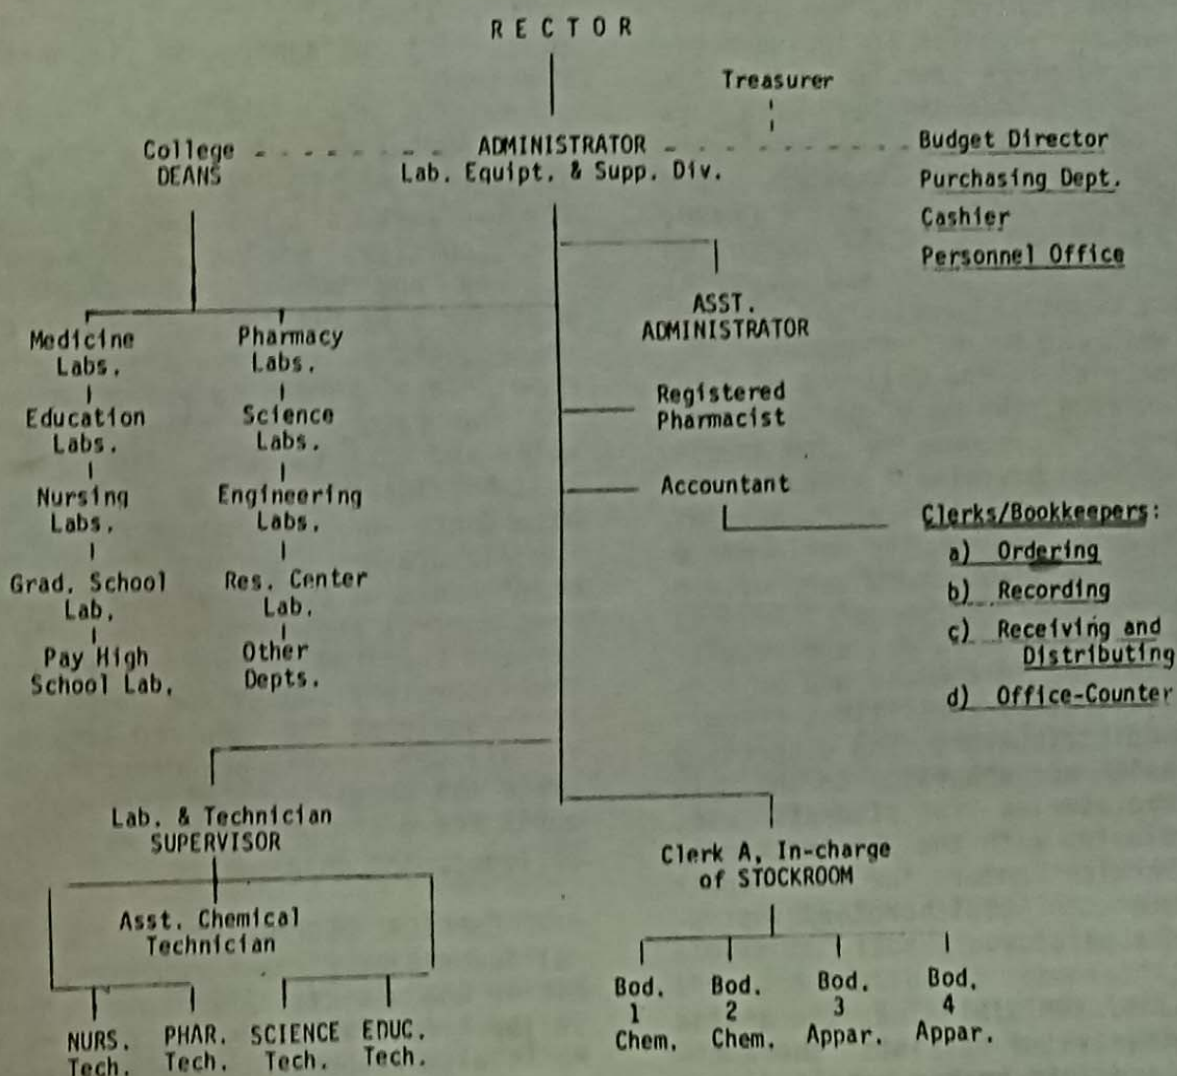 R E C T O R
Treasurer
College
DEANS
ADMINISTRATOR
Lab. Equipt. & Supp. Div.
Budget Director
Purchasing Dept.
Cashier
Personnel Office
ASST.
ADMINISTRATOR
Medicine
Labs.
Pharmacy
Labs.
Education
Labs.
Science
Labs.
Nursing
Labs.
Engineering
Labs.
Grad. School
Lab.
Res. Center
Lab.
Pay High
School Lab.
Other
Depts.
Registered
Pharmacist
Accountant
Clerks/Bookkeepers:
a) Ordering
b) Recording
c) Receiving and
Distributing
d) Office-Counter
Lab. & Technician
SUPERVISOR
Asst. Chemical
Technician
NURS.
Tech.
PHAR.
Tech.
SCIENCE
Tech.
EDUC.
Tech.
Clerk A, In-charge
of STOCKROOM
Bod.
1
Chem.
Bod.
2
Chem.
Bod.
3
Appar.
Bod.
4
Appar.